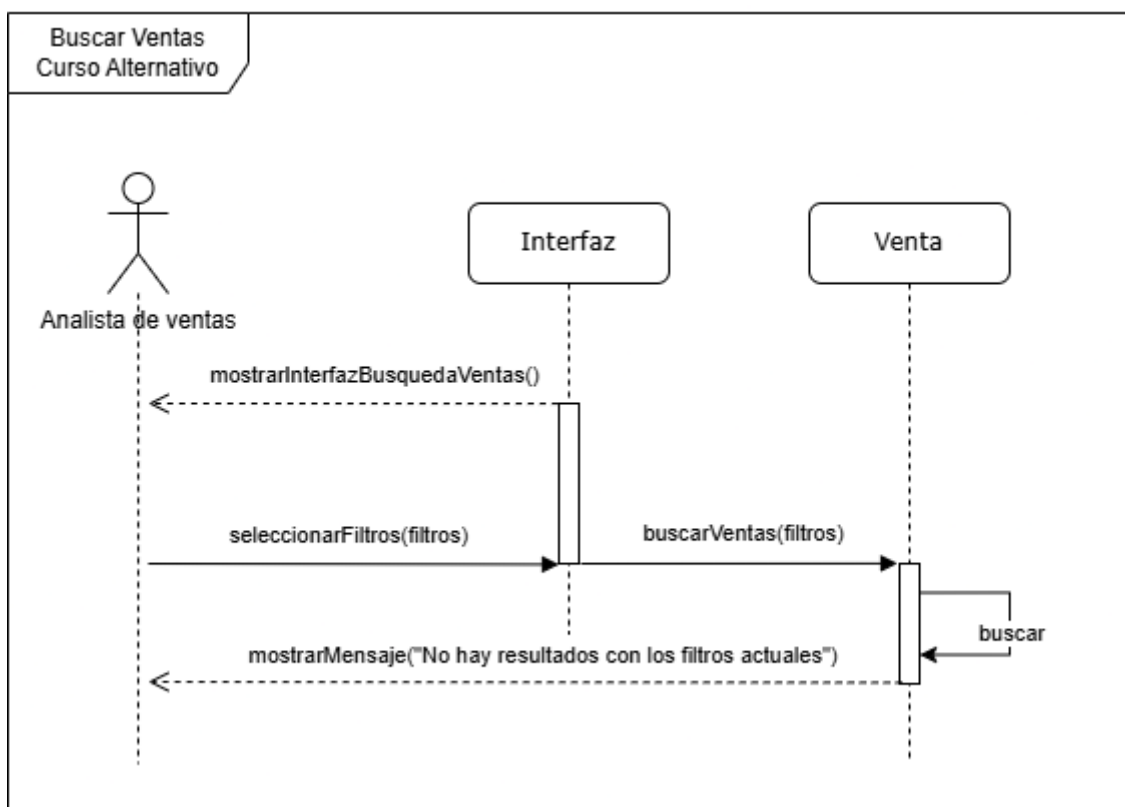 Buscar Ventas
Curso Alternativo
Interfaz
Venta
Analista de ventas
mostrarInterfazBusquedaVentas()
seleccionarFiltros(filtros)
buscarVentas(filtros)
buscar
mostrarMensaje("No hay resultados con los filtros actuales")